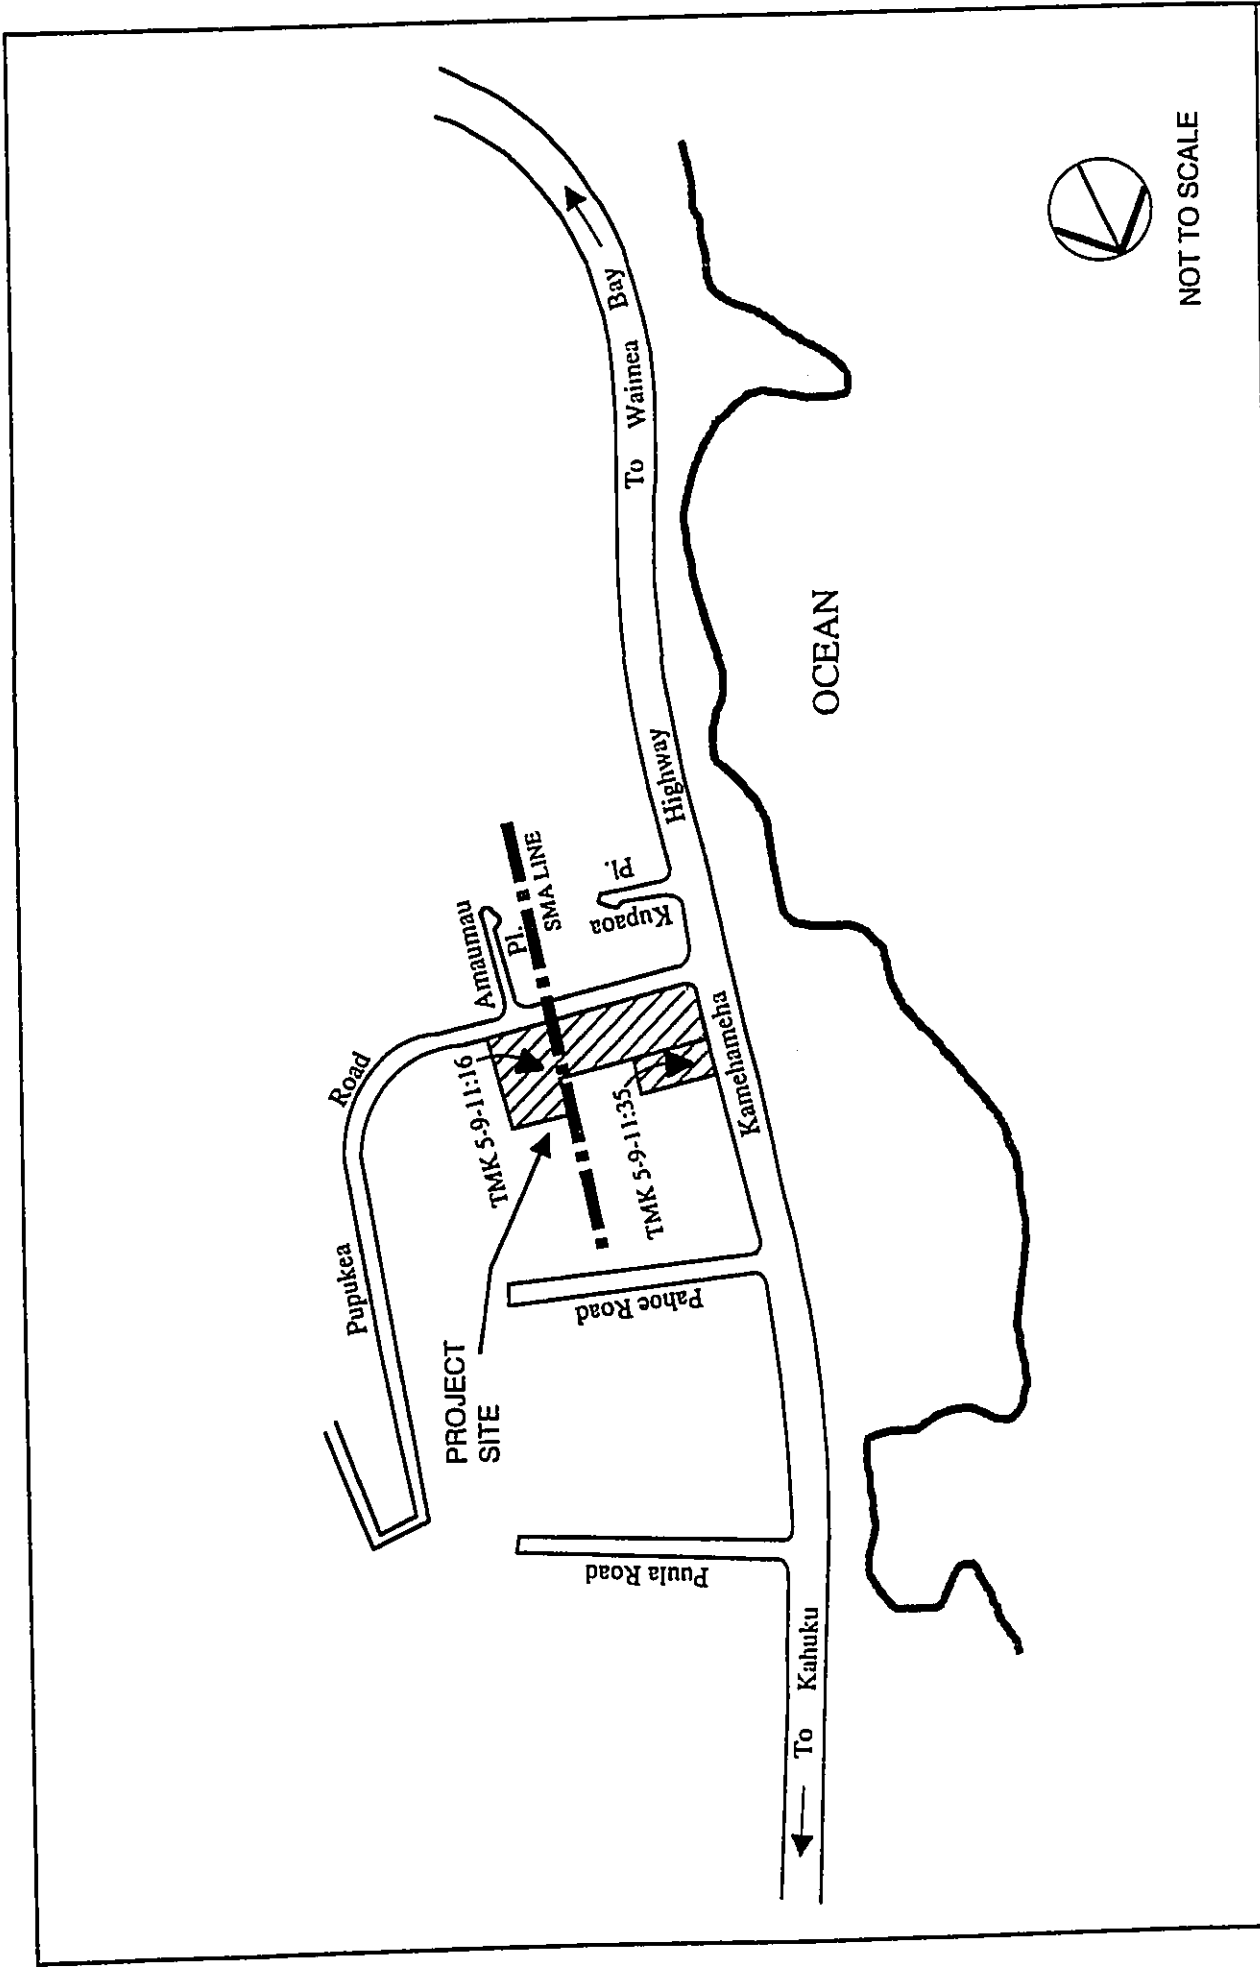 Pupukea Road
Amaumau Pl.
SMA LINE
TMK 5-9-11:16
TMK 5-9-11:35
PROJECT
SITE
Kupaoa Pl.
Pahoe Road
Puula Road
To Kahuku
Kamehameha Highway
To Waimea Bay
OCEAN
NOT TO SCALE